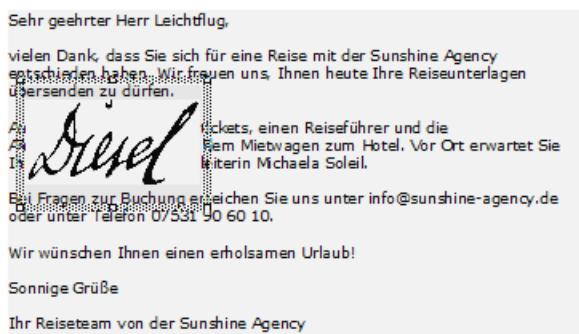 Sehr geehrter Herr Leichtflug,
vielen Dank, dass Sie sich für eine Reise mit der Sunshine Agency
entschieden haben. Wir freuen uns, Ihnen heute Ihre Reiseunterlagen
übersenden zu dürfen.
einen Reiseführer und die
Mietwagen zum Hotel. Vor Ort erwartet Sie
Michaela Soleil.
Dresel
Bei Fragen zur Buchung erreichen Sie uns unter info@sunshine-agency.de
oder unter Telefon 07531 90 60 10.
Wir wünschen Ihnen einen erholsamen Urlaub!
Sonnige Grüße
Ihr Reiseteam von der Sunshine Agency